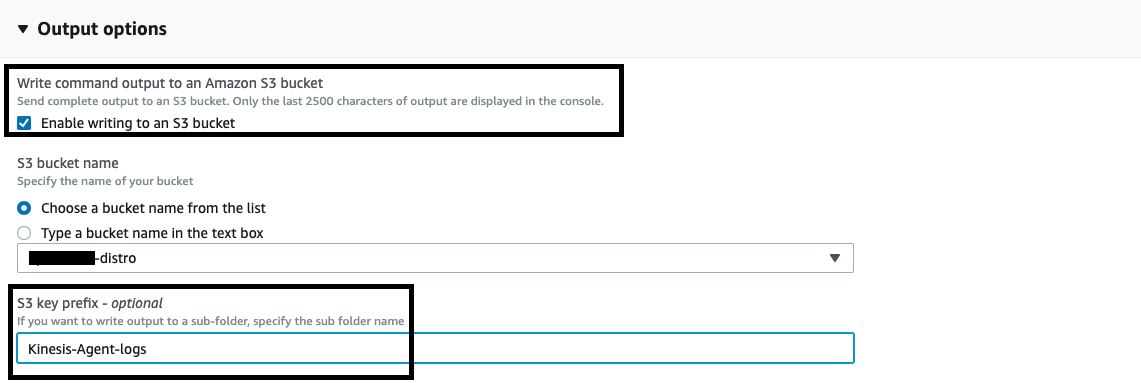 Output options
Write command output to an Amazon S3 bucket
Send complete output to an S3 bucket. Only the last 2500 characters of output are displayed in the console.
Enable writing to an S3 bucket
S3 bucket name
Specify the name of your bucket
Choose a bucket name from the list
Type a bucket name in the text box
-distro
S3 key prefix - optional
If you want to write output to a sub-folder, specify the sub folder name
Kinesis-Agent-logs